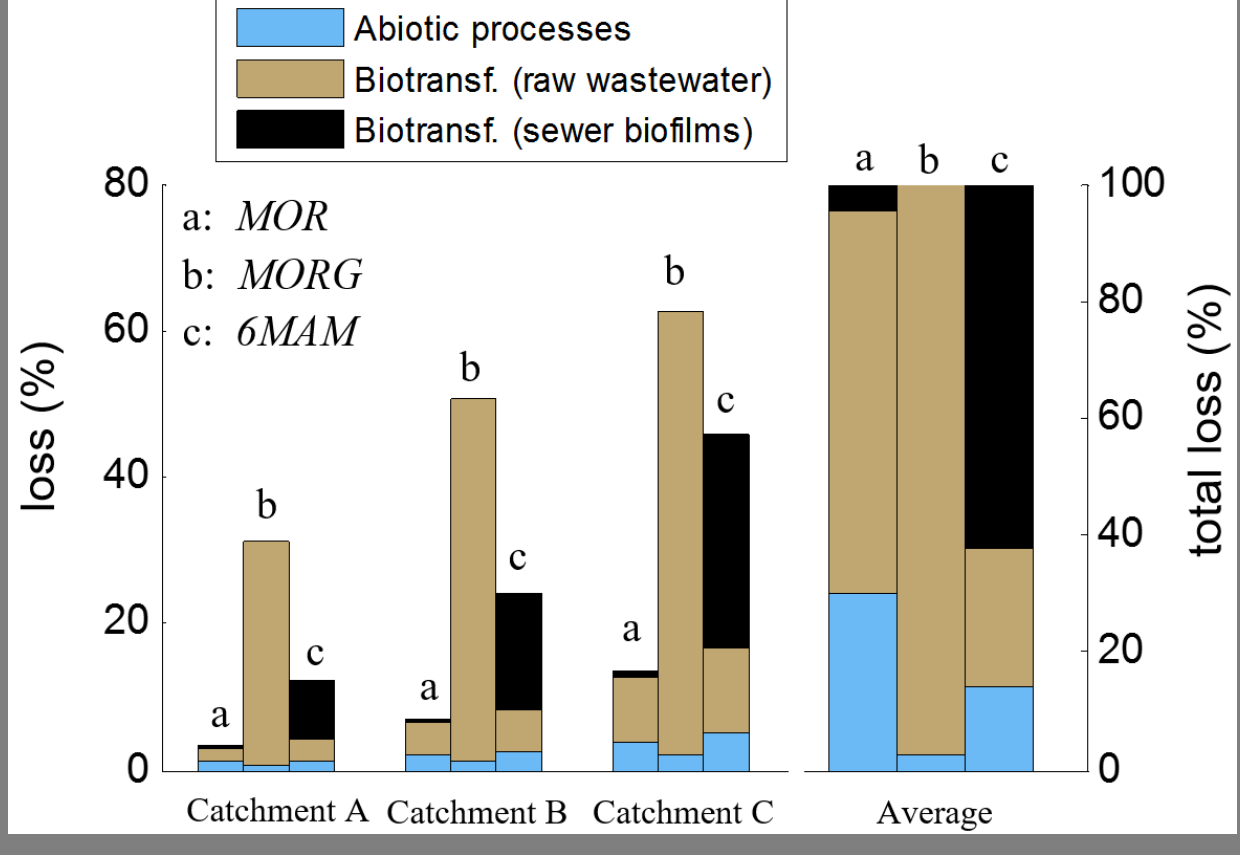 Abiotic processes
Biotransf. (raw wastewater)
Biotransf. (sewer biofilms)
a: MOR
b: MORG
c: 6MAM
loss (%)
80
60
40
20
0
a
b
c
a
b
c
a
b
c
a
b
c
100
80
60
40
20
0
total loss (%)
Catchment A
Catchment B
Catchment C
Average